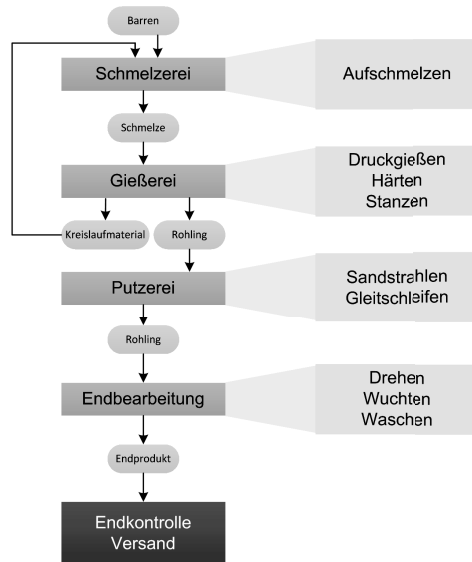 Barren
Schmelzerei
Aufschmelzen
Schmelze
Gießerei
Druckgießen
Härten
Stanzen
Kreislaufmaterial
Rohling
Putzerei
Sandstrahlen
Gleitschleifen
Rohling
Endbearbeitung
Drehen
Wuchten
Waschen
Endprodukt
Endkontrolle
Versand